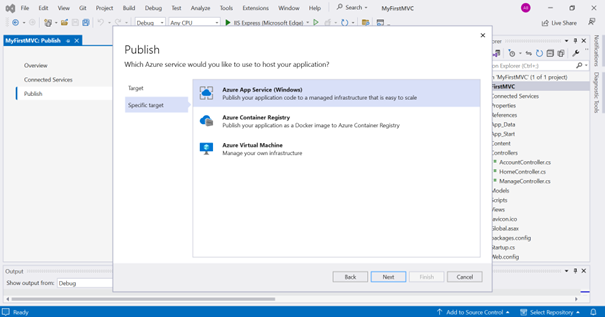 File Edit View Git Project Build Debug Test Analyze Tools Extensions Window Help Search MyFirstMVC AB
Debug Any CPU IIS Express (Microsoft Edge) Live Share
MyFirstMVC: Publish
Overview
Connected Services
Publish
Publish
Which Azure service would you like to use to host your application?
Target
Specific target
Azure App Service (Windows)
Publish your application code to a managed infrastructure that is easy to scale
Azure Container Registry
Publish your application as a Docker image to Azure Container Registry
Azure Virtual Machine
Manage your own infrastructure
Back Next Finish Cancel
orer
on Explorer (Ctrl+;)
'MyFirstMVC' (1 of 1 project)
FirstMVC
Connected Services
Properties
References
App_Data
App_Start
Content
Controllers
AccountController.cs
HomeController.cs
ManageController.cs
Models
Scripts
Views
favicon.ico
Global.asax
packages.config
Startup.cs
Web.config
Notifications
Diagnostic Tools
Output
Show output from: Debug
Ready Add to Source Control Select Repository